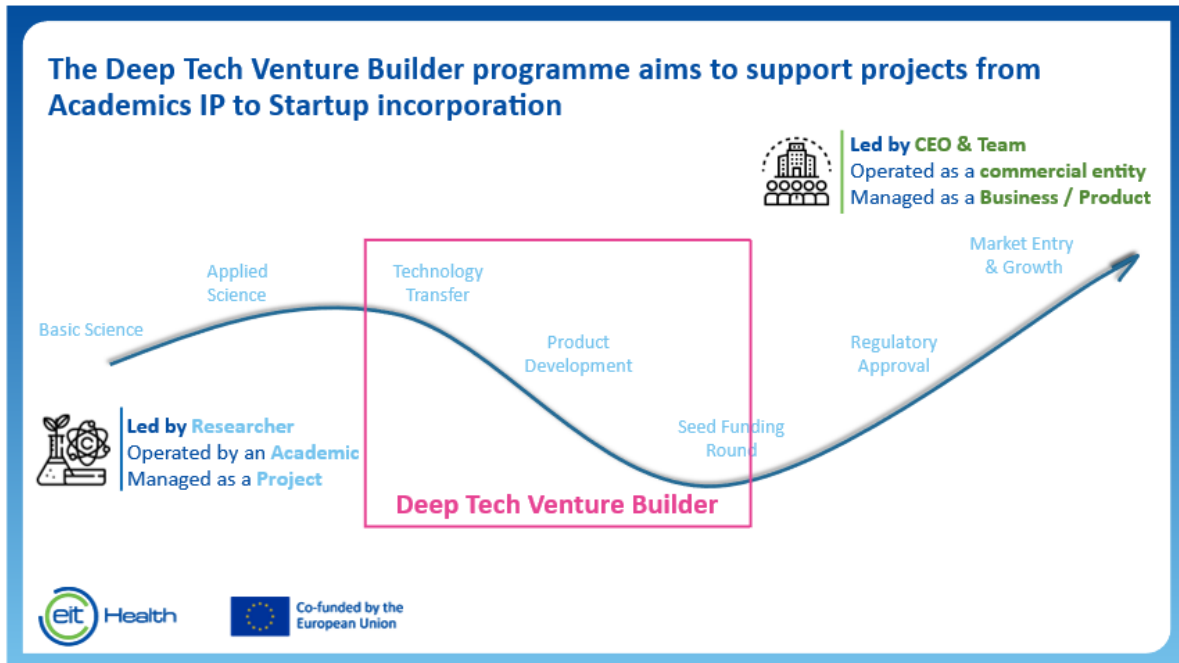 The Deep Tech Venture Builder programme aims to support projects from
Academics IP to Startup incorporation
Led by CEO & Team
Operated as a commercial entity
Managed as a Business / Product
Basic Science
Applied
Science
Technology
Transfer
Product
Development
Seed Funding
Round
Regulatory
Approval
Market Entry
& Growth
Led by Researcher
Operated by an Academic
Managed as a Project
Deep Tech Venture Builder
eit Health
Co-funded by the
European Union